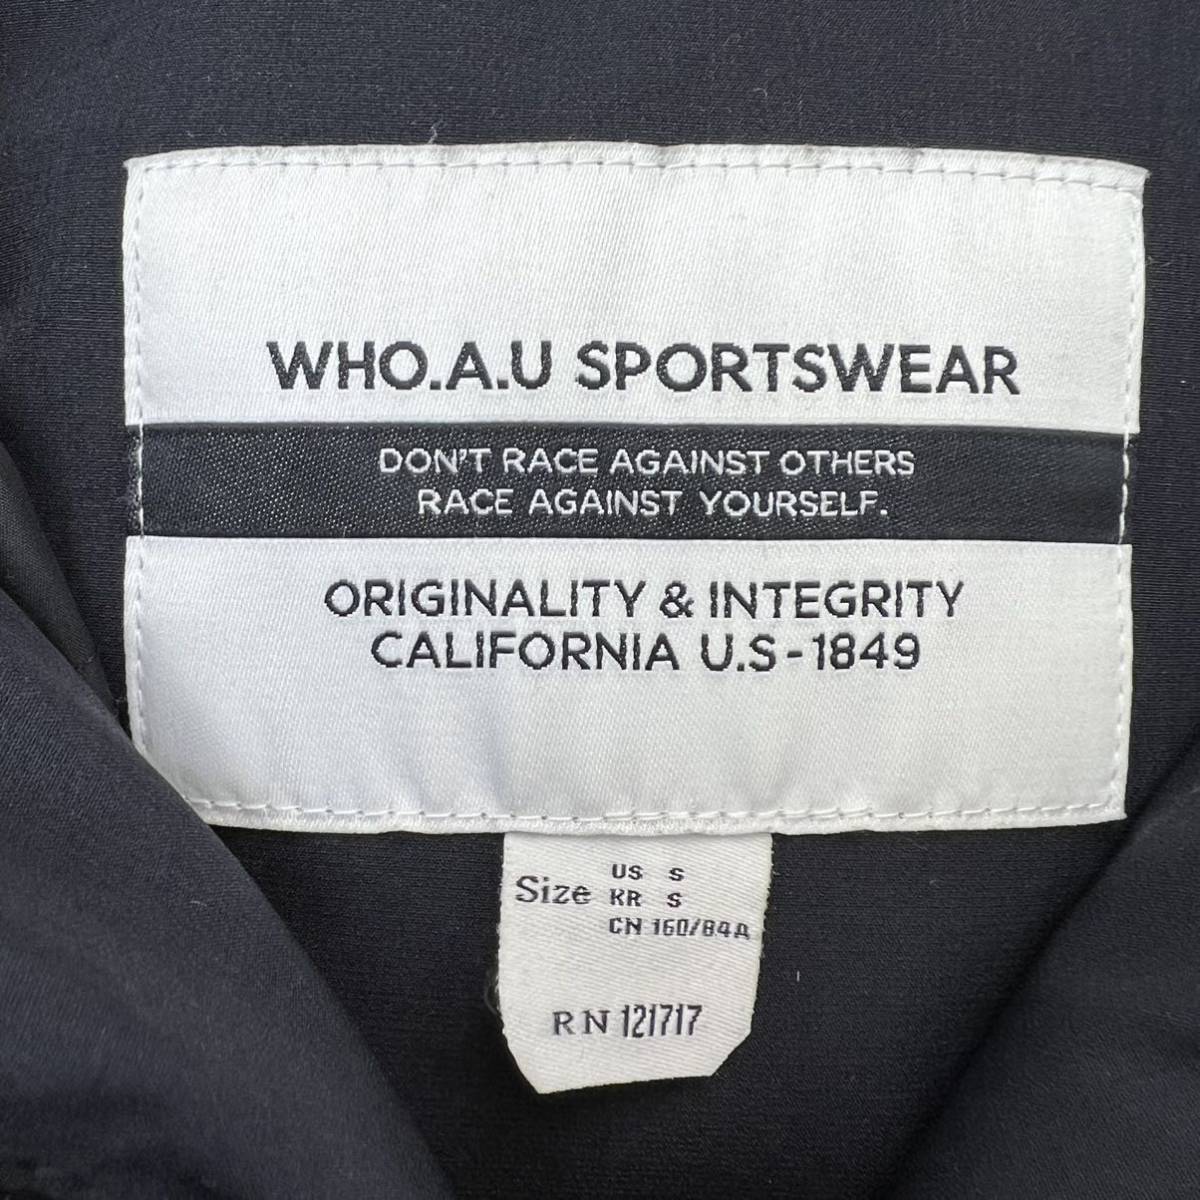 WHO.A.U SPORTSWEAR
DON'T RACE AGAINST OTHERS
RACE AGAINST YOURSELF.
ORIGINALITY & INTEGRITY
CALIFORNIA U.S-1849
Size US S
KR S
CN 160/84A
RN 121717